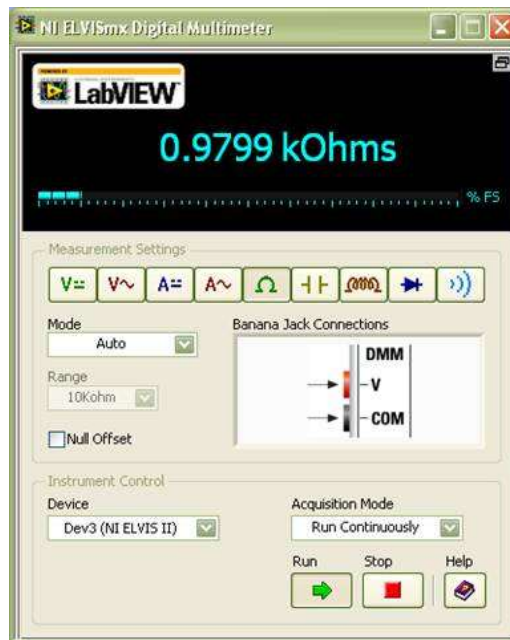 NI ELVISmx Digital Multimeter
LabVIEW
0.9799 kOhms
% FS
Measurement Settings
V A A Ω
Mode
Auto
Banana Jack Connections
DMM
V
COM
Range
10Kohm
Null Offset
Instrument Control
Device
Dev3 (NI ELVIS II)
Acquisition Mode
Run Continuously
Run Stop Help